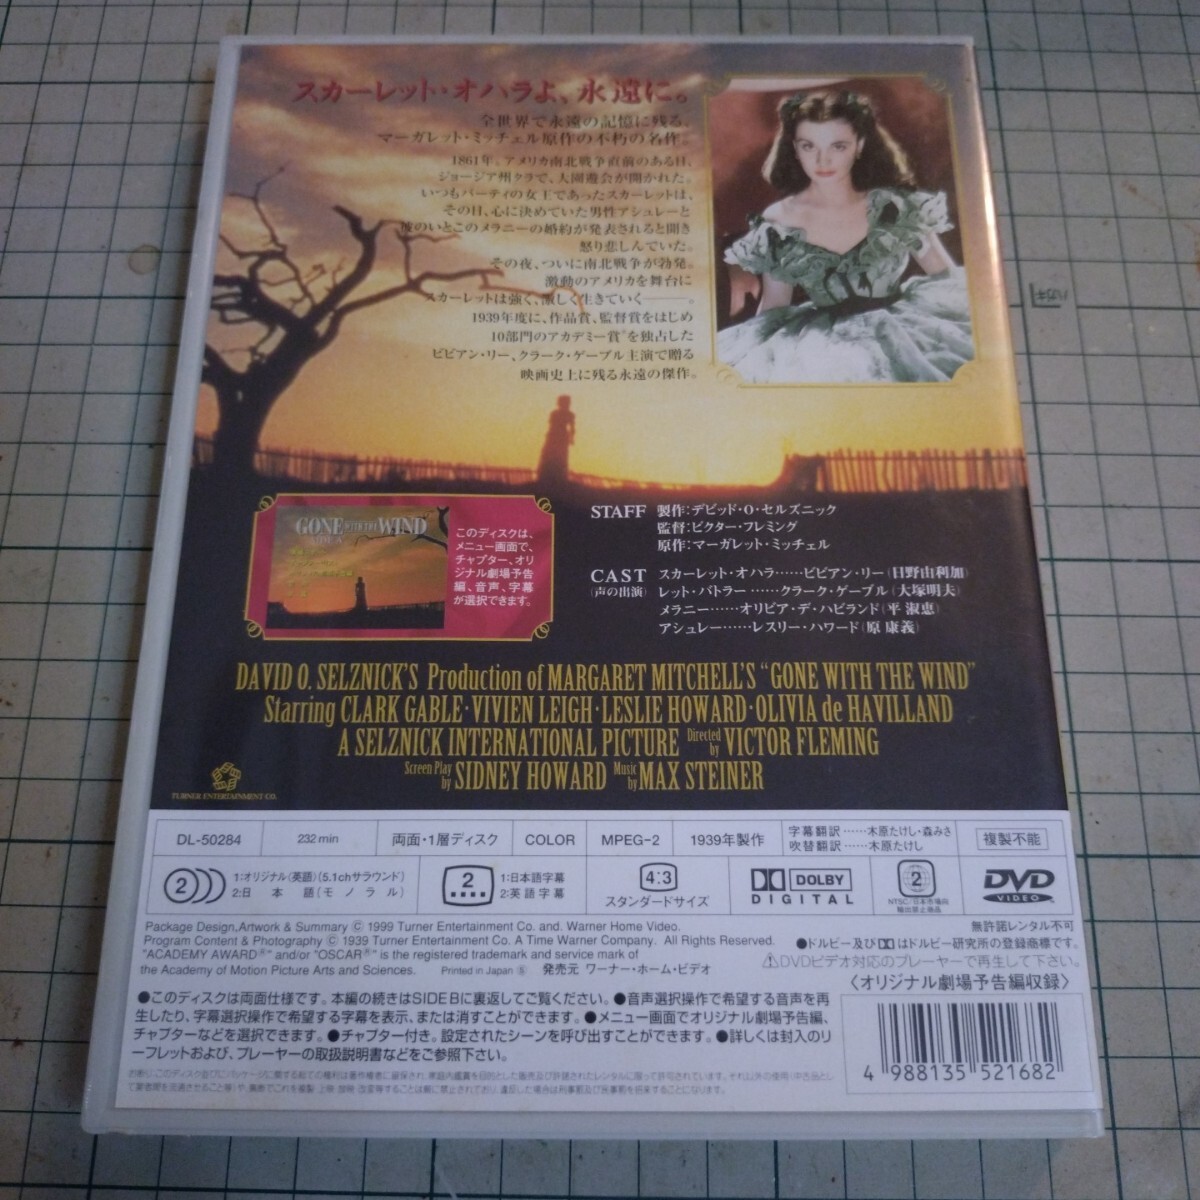 スカーレット・オハラよ、永遠に。
全世界で永遠の記憶に残る、
マーガレット・ミッチェル原作の不朽の名作。
1861年。アメリカ南北戦争直前のある日、
ジョージア州タラで、大園遊会が開かれた。
いつもパーティの女王であったスカーレットは、
その日、心に決めていた男性アシュレーと
彼のいとこのメラニーの婚約が発表されると聞き
怒り悲しんでいた。
その夜、ついに南北戦争が勃発。
激動のアメリカを舞台に
スカーレットは強く、激しく生きていく――。
1939年度に、作品賞、監督賞をはじめ
10部門のアカデミー賞®を独占した
ビビアン・リー、クラーク・ゲーブル主演で贈る
映画史上に残る永遠の傑作。
GONE WITH THE WIND
SIDE A
このディスクは、
メニュー画面で、
チャプター、オリ
ジナル劇場予告
編、音声、字幕
が選択できます。
STAFF 製作:デビッド・O・セルズニック
監督:ビクター・フレミング
原作:マーガレット・ミッチェル
CAST スカーレット・オハラ……ビビアン・リー(日野由利加)
(声の出演) レット・バトラー……クラーク・ゲーブル(大塚明夫)
メラニー……オリビア・デ・ハビランド(平 淑恵)
アシュレー……レスリー・ハワード(原 康義)
DAVID O. SELZNICK'S Production of MARGARET MITCHELL'S "GONE WITH THE WIND"
Starring CLARK GABLE・VIVIEN LEIGH・LESLIE HOWARD・OLIVIA de HAVILLAND
A SELZNICK INTERNATIONAL PICTURE Directed by VICTOR FLEMING
Screen Play by SIDNEY HOWARD Music by MAX STEINER
TURNER ENTERTAINMENT CO.
DL-50284 232 min 両面・1層ディスク COLOR MPEG-2 1939年製作 字幕翻訳……木原たけし・森みさ 複製不能
吹替翻訳……木原たけし
2 1:オリジナル(英語)(5.1chサラウンド) 2 1:日本語字幕 4:3 DOLBY 2 DVD
2:日本語(モノラル) 2:英語字幕 スタンダードサイズ DIGITAL NTSC/日本市場向 VIDEO
輸出禁止商品
Package Design,Artwork & Summary © 1999 Turner Entertainment Co. and. Warner Home Video. 無許諾レンタル不可
Program Content & Photography © 1939 Turner Entertainment Co. A Time Warner Company. All Rights Reserved. ●ドルビー及びDDはドルビー研究所の登録商標です。
"ACADEMY AWARD®" and/or "OSCAR®" is the registered trademark and service mark of ⚠DVDビデオ対応のプレーヤーで再生して下さい。
the Academy of Motion Picture Arts and Sciences. Printed in Japan ⑤ 発売元 ワーナー・ホーム・ビデオ
〈オリジナル劇場予告編収録〉
●このディスクは両面仕様です。本編の続きはSIDE Bに裏返してご覧ください。●音声選択操作で希望する音声を再
生したり、字幕選択操作で希望する字幕を表示、または消すことができます。●メニュー画面でオリジナル劇場予告編、
チャプターなどを選択できます。●チャプター付き。設定されたシーンを呼び出すことができます。●詳しくは封入のリ
ーフレットおよび、プレーヤーの取扱説明書などをご参照下さい。
4 988135 521682